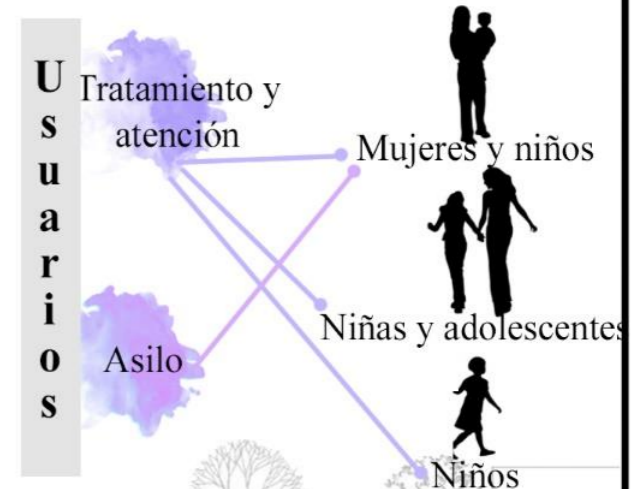 Usuarios
Tratamiento y
atención
Mujeres y niños
Niñas y adolescentes
Asilo
Niños